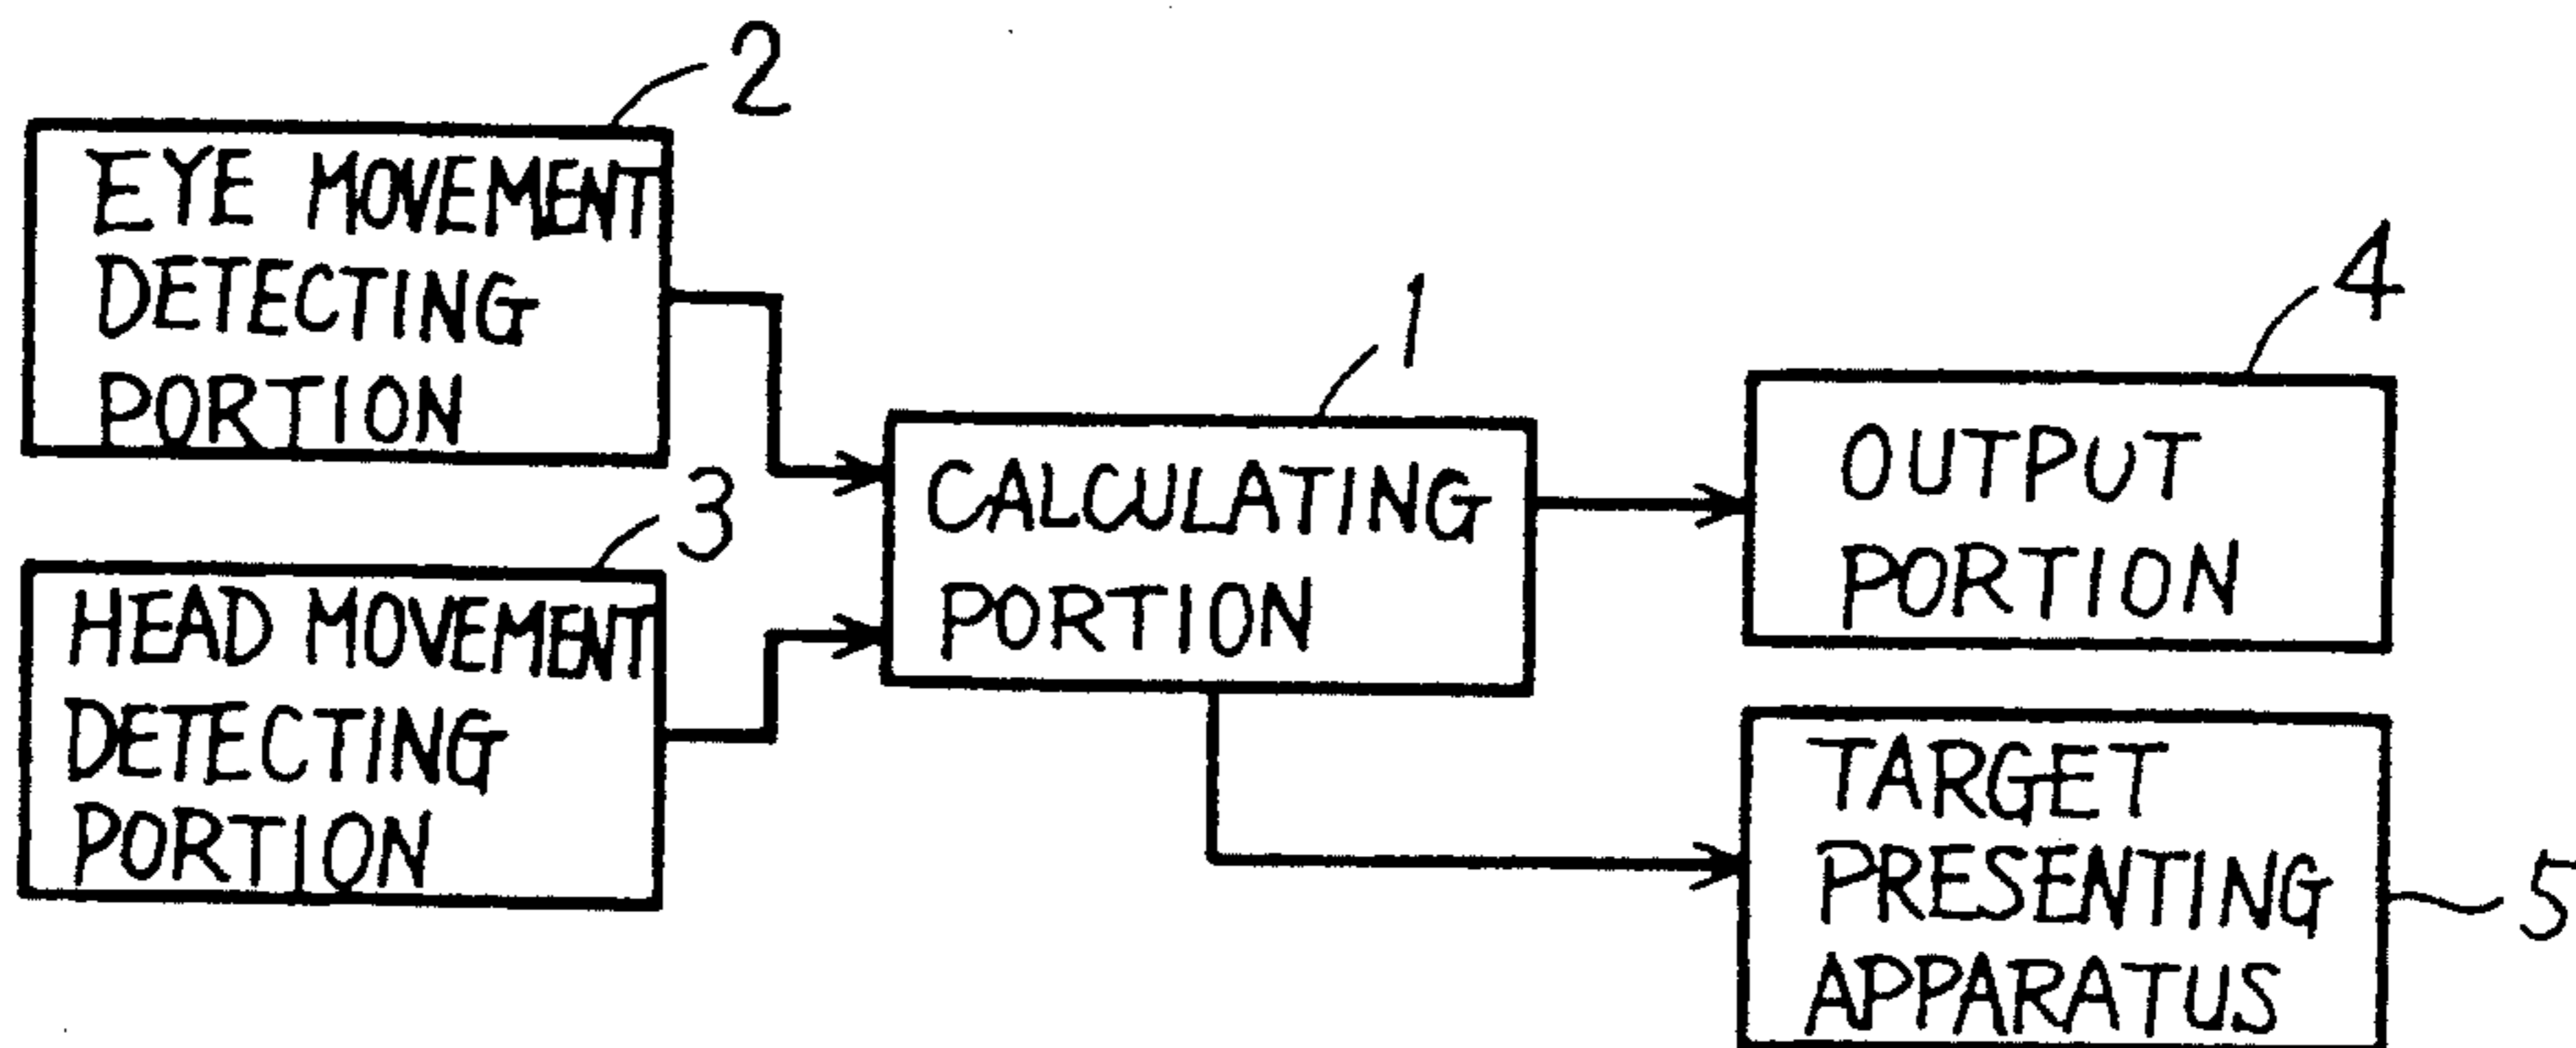 2
EYE MOVEMENT
DETECTING
PORTION
3
HEAD MOVEMENT
DETECTING
PORTION
1
CALCULATING
PORTION
4
OUTPUT
PORTION
TARGET
PRESENTING
APPARATUS
5